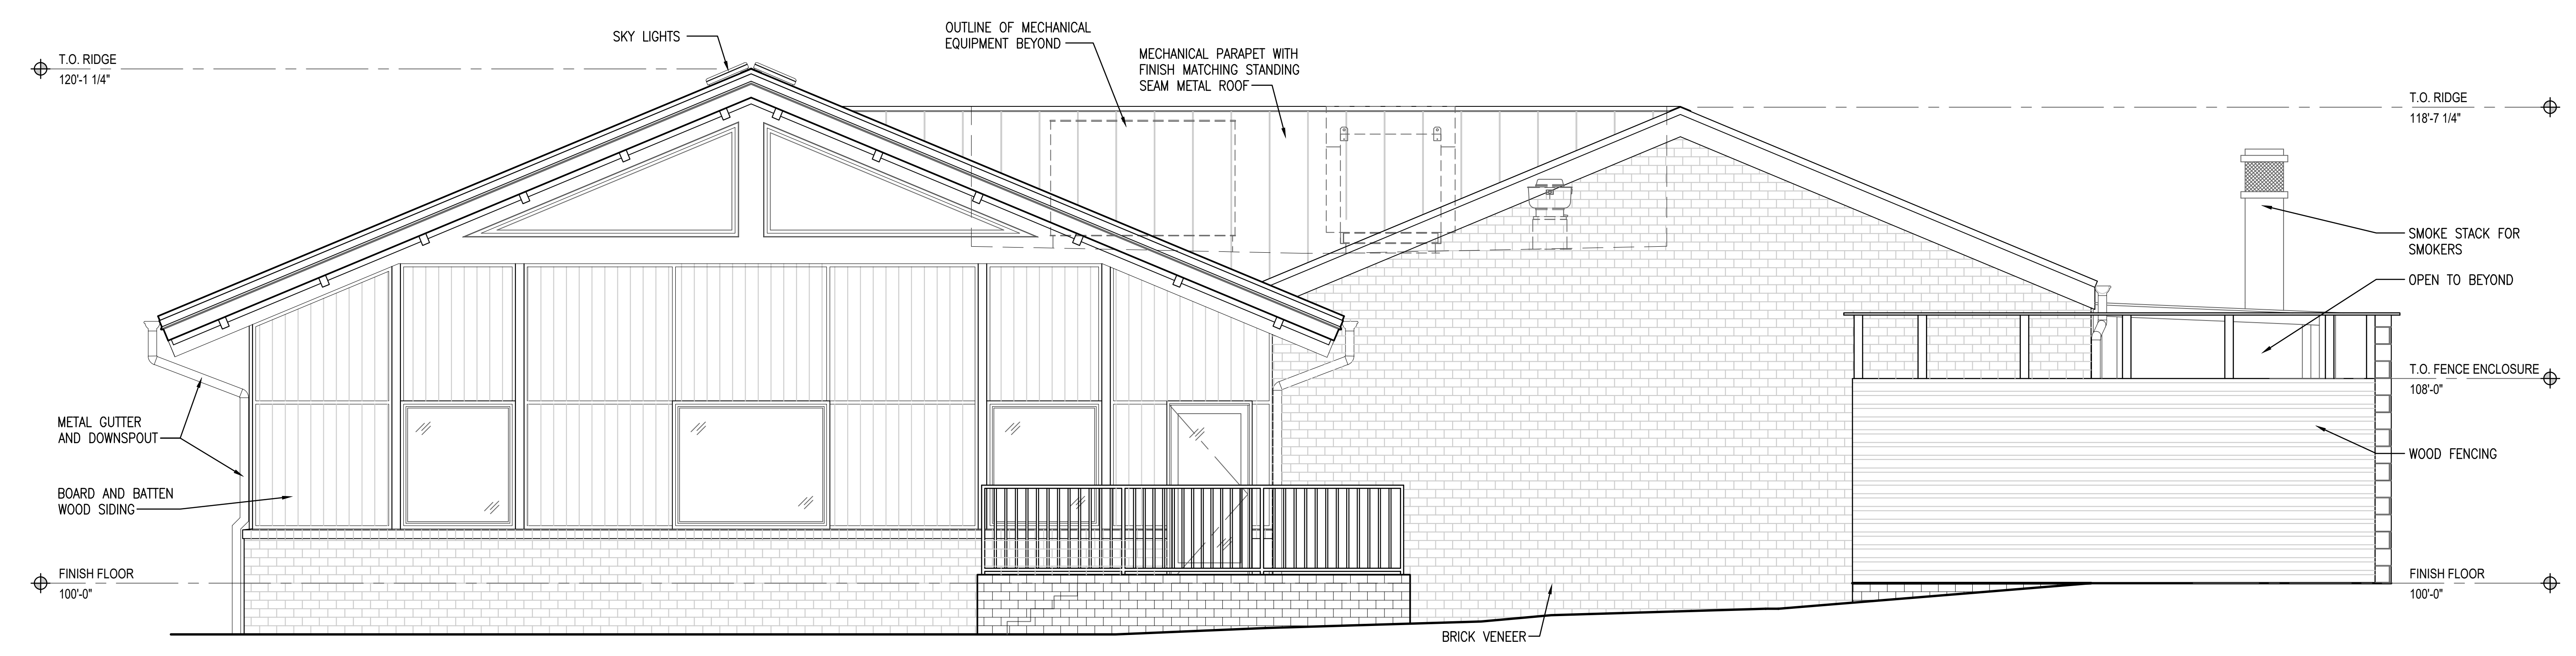 SKY LIGHTS
OUTLINE OF MECHANICAL
EQUIPMENT BEYOND
MECHANICAL PARAPET WITH
FINISH MATCHING STANDING
SEAM METAL ROOF
T.O. RIDGE
120'-1 1/4"
T.O. RIDGE
118'-7 1/4"
SMOKE STACK FOR
SMOKERS
OPEN TO BEYOND
T.O. FENCE ENCLOSURE
108'-0"
METAL GUTTER
AND DOWNSPOUT
WOOD FENCING
BOARD AND BATTEN
WOOD SIDING
FINISH FLOOR
100'-0"
FINISH FLOOR
100'-0"
BRICK VENEER